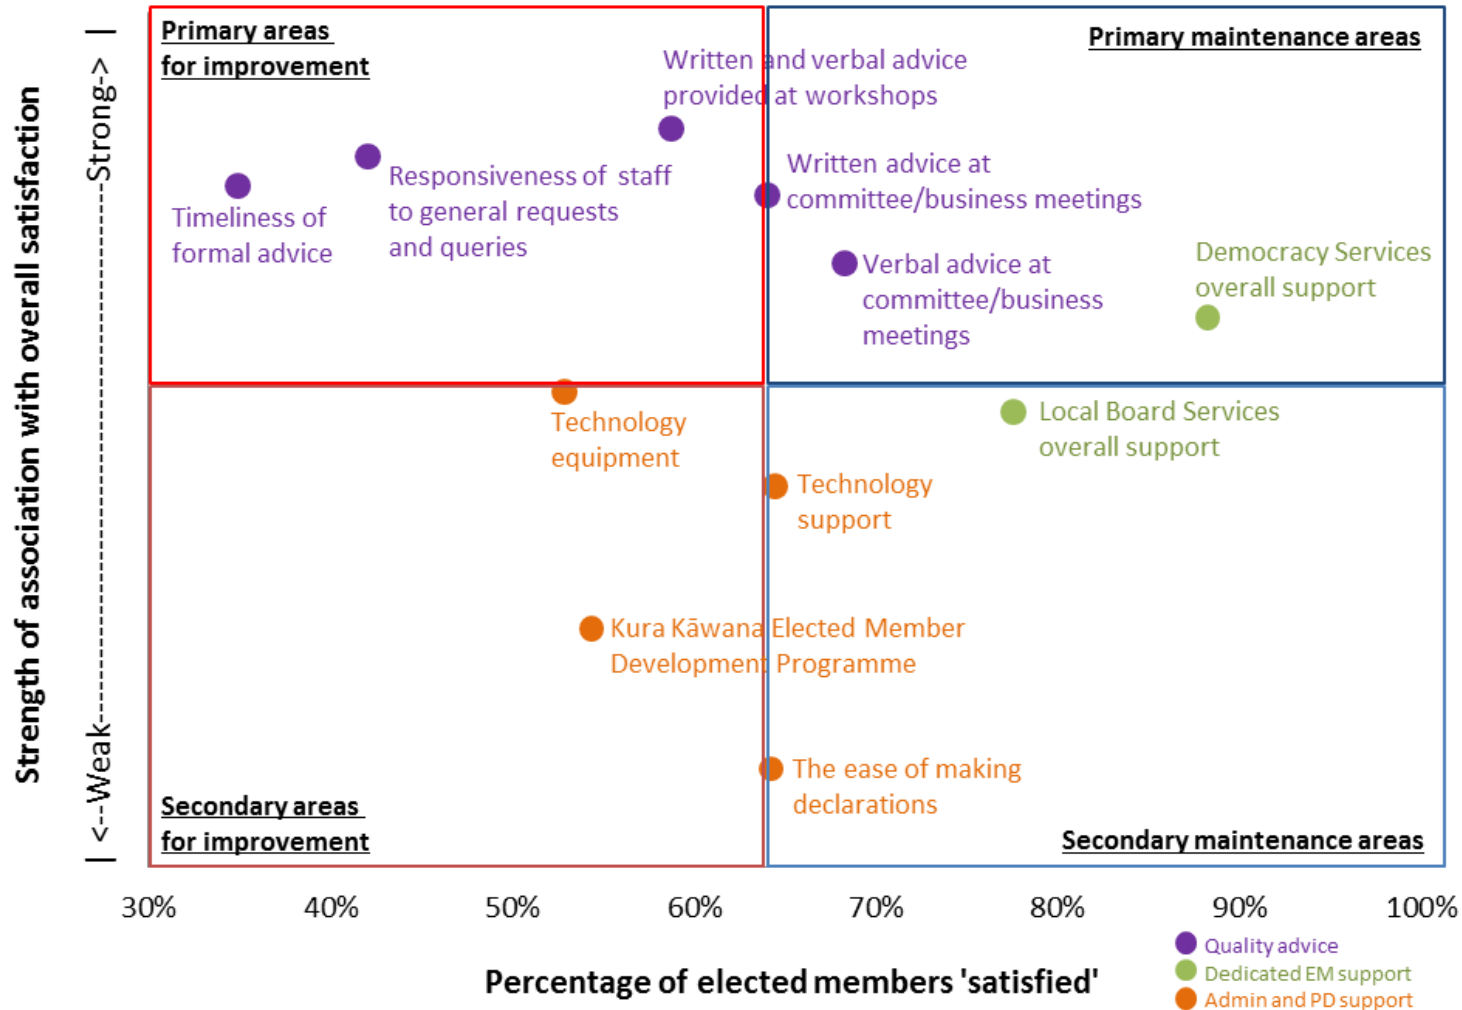 Primary areas
for improvement
Primary maintenance areas
Written and verbal advice
provided at workshops
Written advice at
committee/business meetings
Responsiveness of staff
to general requests
and queries
Timeliness of
formal advice
Verbal advice at
committee/business
meetings
Democracy Services
overall support
Technology
equipment
Local Board Services
overall support
Technology
support
Kura Kāwana Elected Member
Development Programme
The ease of making
declarations
Secondary areas
for improvement
Secondary maintenance areas
Strength of association with overall satisfaction
| <--Weak------------------------------------------Strong-> |
30% 40% 50% 60% 70% 80% 90% 100%
Percentage of elected members 'satisfied'
Quality advice
Dedicated EM support
Admin and PD support